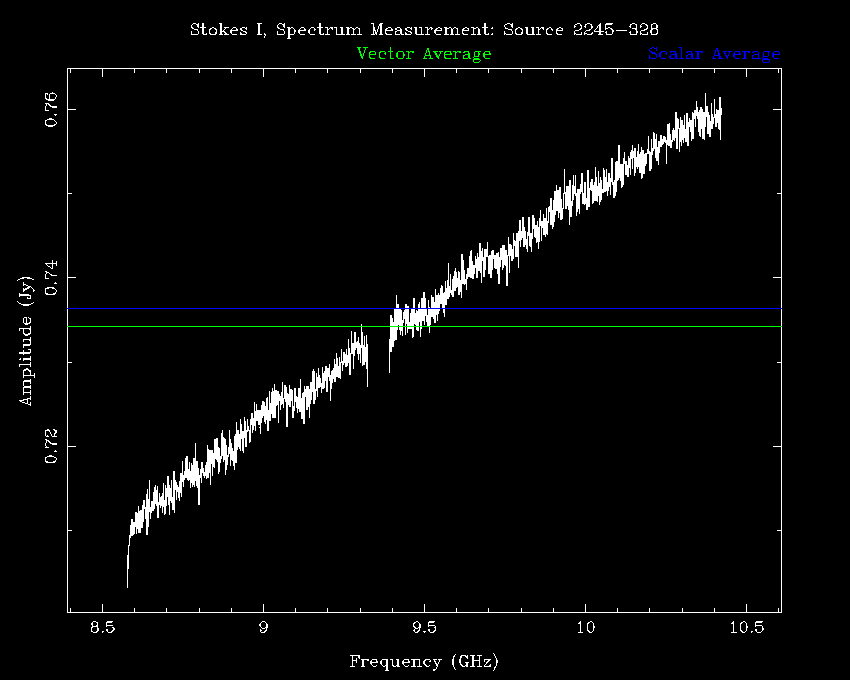 Stokes I, Spectrum Measurement: Source 2245−328
Vector Average
Scalar Average
0.76
0.74
0.72
Amplitude (Jy)
8.5
9
9.5
10
10.5
Frequency (GHz)